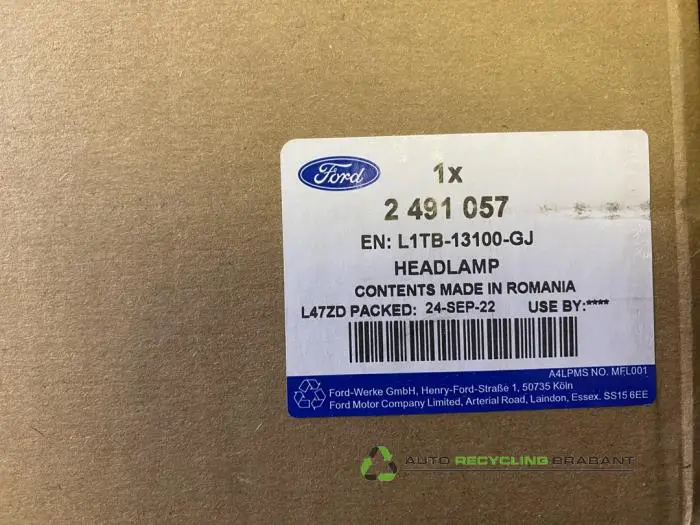 Ford
1x
2 491 057
EN: L1TB-13100-GJ
HEADLAMP
CONTENTS MADE IN ROMANIA
L47ZD PACKED: 24-SEP-22 USE BY:****
A4LPMS NO. MFL001
Ford-Werke GmbH, Henry-Ford-Straße 1, 50735 Köln
Ford Motor Company Limited, Arterial Road, Laindon, Essex. SS15 6EE
AUTO RECYCLING BRABANT